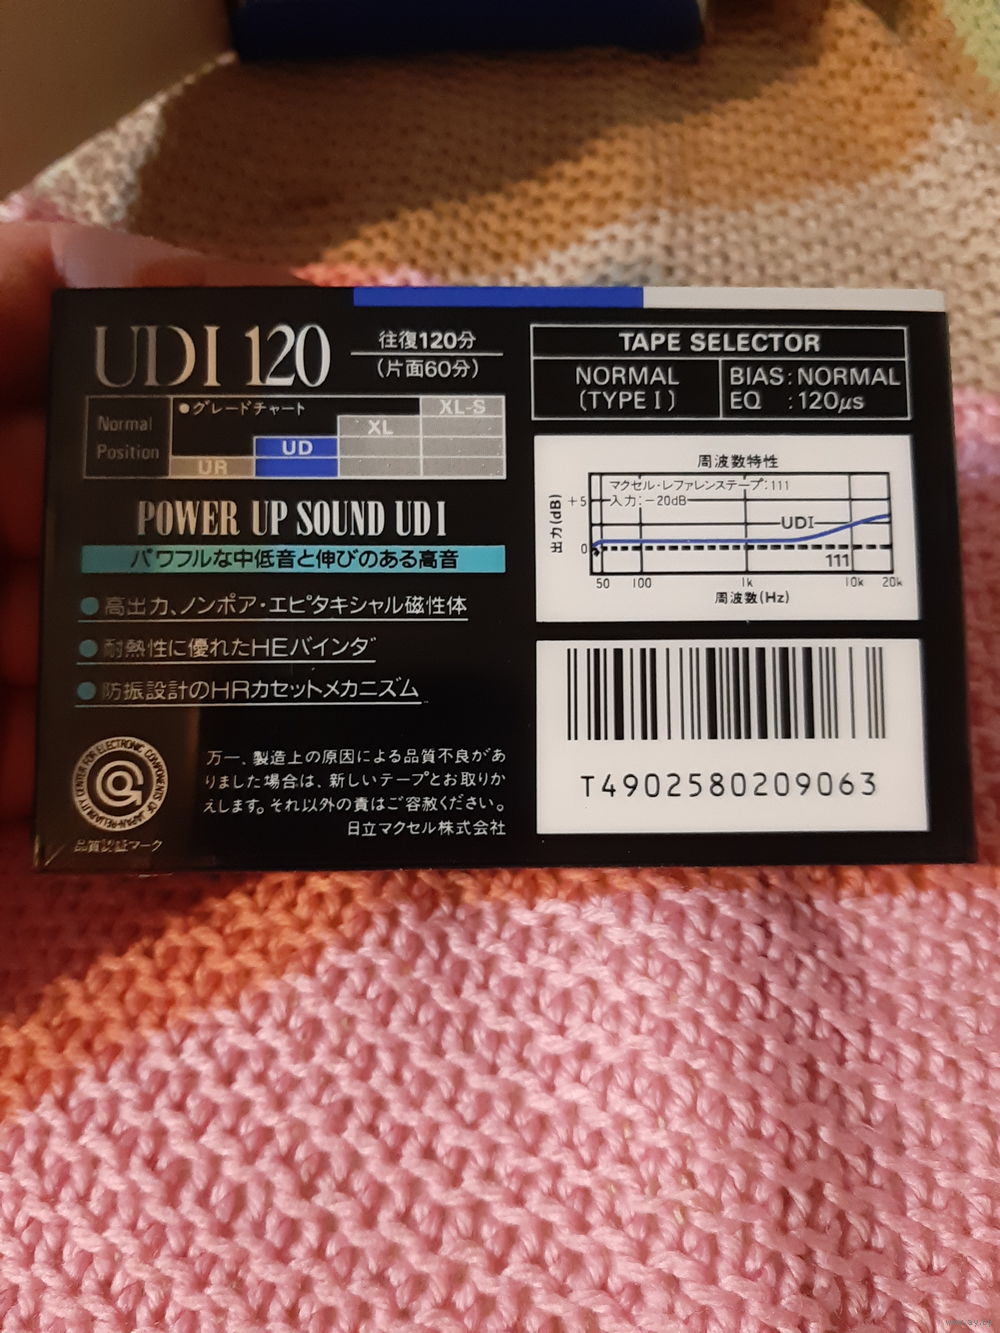 UDI 120
往復120分
(片面60分)
Normal
Position
●グレードチャート
XL-S
XL
UD
UR
POWER UP SOUND UD I
パワフルな中低音と伸びのある高音
高出力、ノンポア・エピタキシャル磁性体
耐熱性に優れたHEバインダ
防振設計のHRカセットメカニズム
RELIABILITY CENTER FOR ELECTRONIC COMPONENTS OF JAPAN
品質認証マーク
万一、製造上の原因による品質不良があ
りました場合は、新しいテープとお取りか
えします。それ以外の責はご容赦ください。
日立マクセル株式会社
TAPE SELECTOR
NORMAL
(TYPE I)
BIAS : NORMAL
EQ : 120μs
周波数特性
マクセル・レファレンステープ:111
入力:−20dB
出力(dB)
+5
0
UDI
111
50 100 1k 10k 20k
周波数(Hz)
T4902580209063